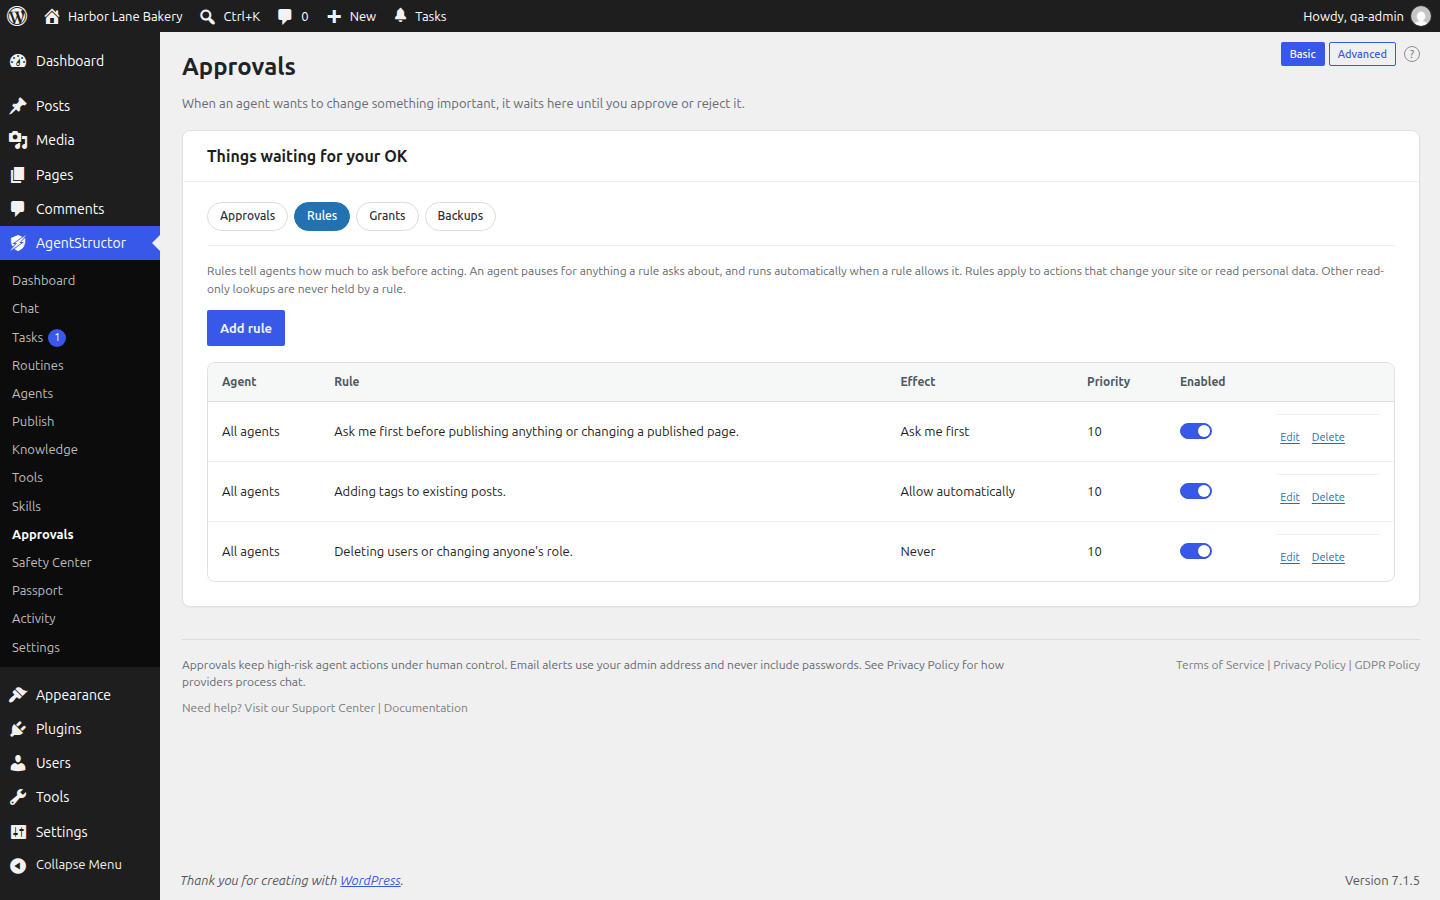 Harbor Lane Bakery
Ctrl+K
0
New
Tasks
Howdy, qa-admin
Dashboard
Posts
Media
Pages
Comments
AgentStructor
Dashboard
Chat
Tasks 1
Routines
Agents
Publish
Knowledge
Tools
Skills
Approvals
Safety Center
Passport
Activity
Settings
Appearance
Plugins
Users
Tools
Settings
Collapse Menu
Basic
Advanced
?
Approvals
When an agent wants to change something important, it waits here until you approve or reject it.
Things waiting for your OK
Approvals
Rules
Grants
Backups
Rules tell agents how much to ask before acting. An agent pauses for anything a rule asks about, and runs automatically when a rule allows it. Rules apply to actions that change your site or read personal data. Other read-
only lookups are never held by a rule.
Add rule
Agent Rule Effect Priority Enabled
All agents Ask me first before publishing anything or changing a published page. Ask me first 10 Edit Delete
All agents Adding tags to existing posts. Allow automatically 10 Edit Delete
All agents Deleting users or changing anyone's role. Never 10 Edit Delete
Approvals keep high-risk agent actions under human control. Email alerts use your admin address and never include passwords. See Privacy Policy for how
providers process chat.
Terms of Service | Privacy Policy | GDPR Policy
Need help? Visit our Support Center | Documentation
Thank you for creating with WordPress.
Version 7.1.5